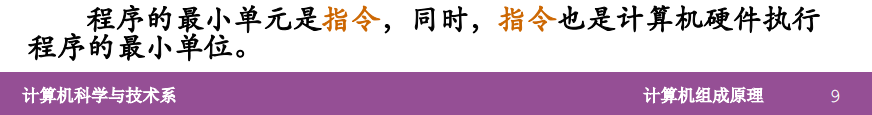 程序的最小单元是指令，同时，指令也是计算机硬件执行
程序的最小单位。
计算机科学与技术系 计算机组成原理 9